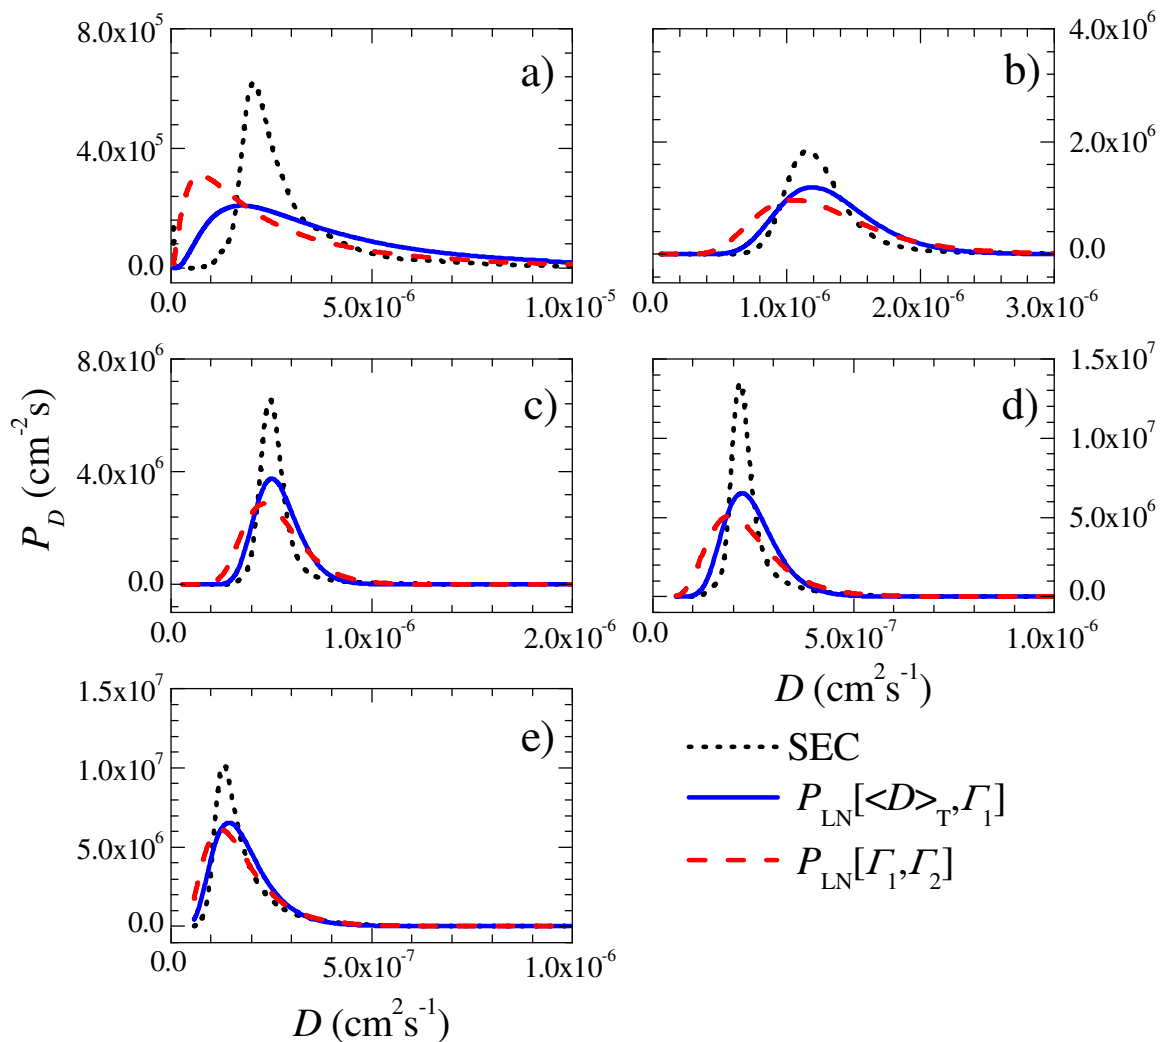 8.0x10^5
a)
4.0x10^5
0.0
0.0
5.0x10^-6
1.0x10^-5
4.0x10^6
b)
2.0x10^6
0.0
0.0
1.0x10^-6
2.0x10^-6
3.0x10^-6
P_D (cm^-2 s)
8.0x10^6
c)
4.0x10^6
0.0
0.0
1.0x10^-6
2.0x10^-6
1.5x10^7
d)
1.0x10^7
5.0x10^6
0.0
0.0
5.0x10^-7
1.0x10^-6
D (cm^2s^-1)
1.5x10^7
e)
1.0x10^7
5.0x10^6
0.0
0.0
5.0x10^-7
1.0x10^-6
D (cm^2s^-1)
SEC
P_LN[<D>_T,Γ_1]
P_LN[Γ_1,Γ_2]